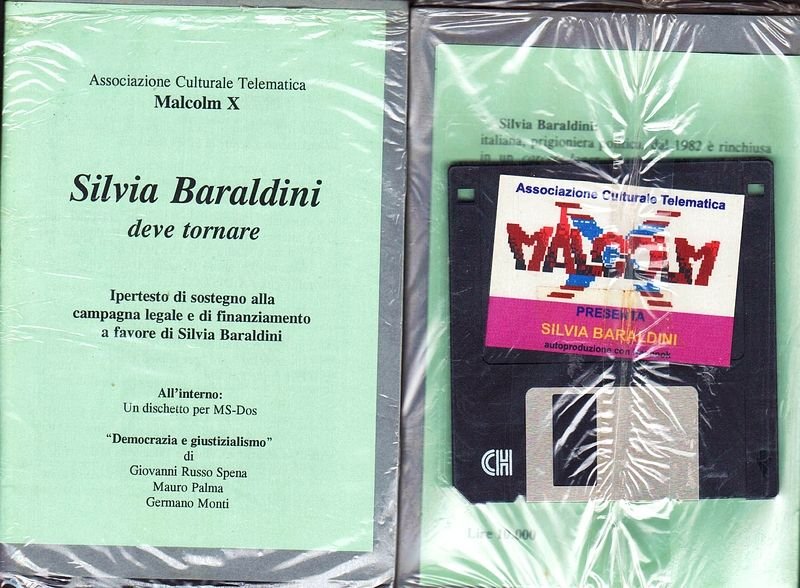 Associazione Culturale Telematica
Malcolm X
Silvia Baraldini
deve tornare
Ipertesto di sostegno alla
campagna legale e di finanziamento
a favore di Silvia Baraldini
All'interno:
Un dischetto per MS-Dos
“Democrazia e giustizialismo”
di
Giovanni Russo Spena
Mauro Palma
Germano Monti
Silvia Baraldini:
italiana, prigioniera politica, dal 1982 è rinchiusa
in un
Associazione Culturale Telematica
MALCOLM
X
PRESENTA
SILVIA BARALDINI
autoproduzione con
CH
Lire 10.000